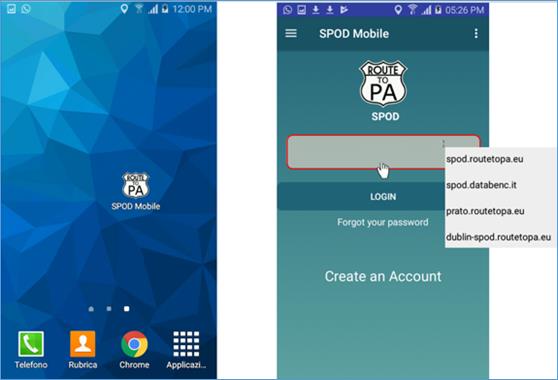 12:00 PM
ROUTE
TO
PA
SPOD Mobile
Telefono
Rubrica
Chrome
Applicazi...
05:26 PM
SPOD Mobile
ROUTE
TO
PA
SPOD
spod.routetopa.eu
spod.databenc.it
prato.routetopa.eu
dublin-spod.routetopa.eu
LOGIN
Forgot your password
Create an Account